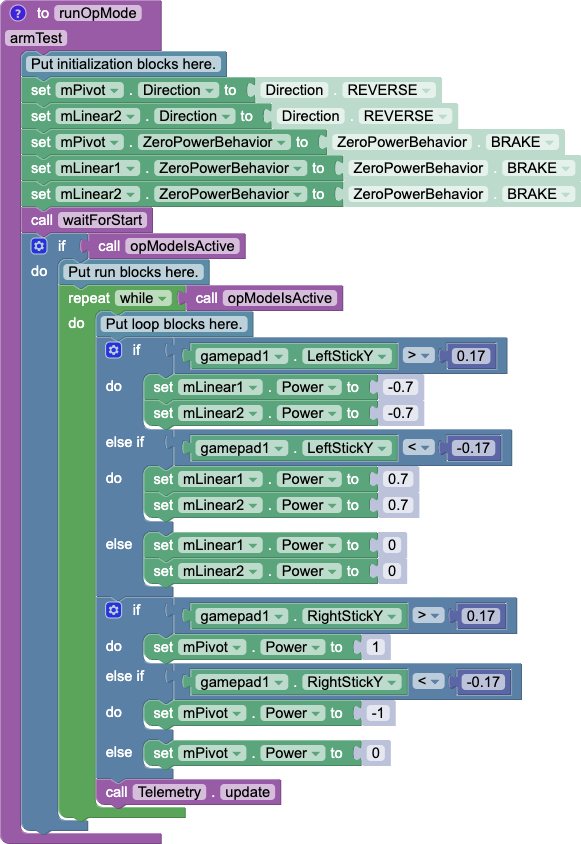 ? to runOpMode
armTest
Put initialization blocks here.
set mPivot . Direction to Direction . REVERSE
set mLinear2 . Direction to Direction . REVERSE
set mPivot . ZeroPowerBehavior to ZeroPowerBehavior . BRAKE
set mLinear1 . ZeroPowerBehavior to ZeroPowerBehavior . BRAKE
set mLinear2 . ZeroPowerBehavior to ZeroPowerBehavior . BRAKE
call waitForStart
if call opModeIsActive
do Put run blocks here.
repeat while call opModeIsActive
do Put loop blocks here.
if gamepad1 . LeftStickY > 0.17
do set mLinear1 . Power to -0.7
set mLinear2 . Power to -0.7
else if gamepad1 . LeftStickY < -0.17
do set mLinear1 . Power to 0.7
set mLinear2 . Power to 0.7
else set mLinear1 . Power to 0
set mLinear2 . Power to 0
if gamepad1 . RightStickY > 0.17
do set mPivot . Power to 1
else if gamepad1 . RightStickY < -0.17
do set mPivot . Power to -1
else set mPivot . Power to 0
call Telemetry . update